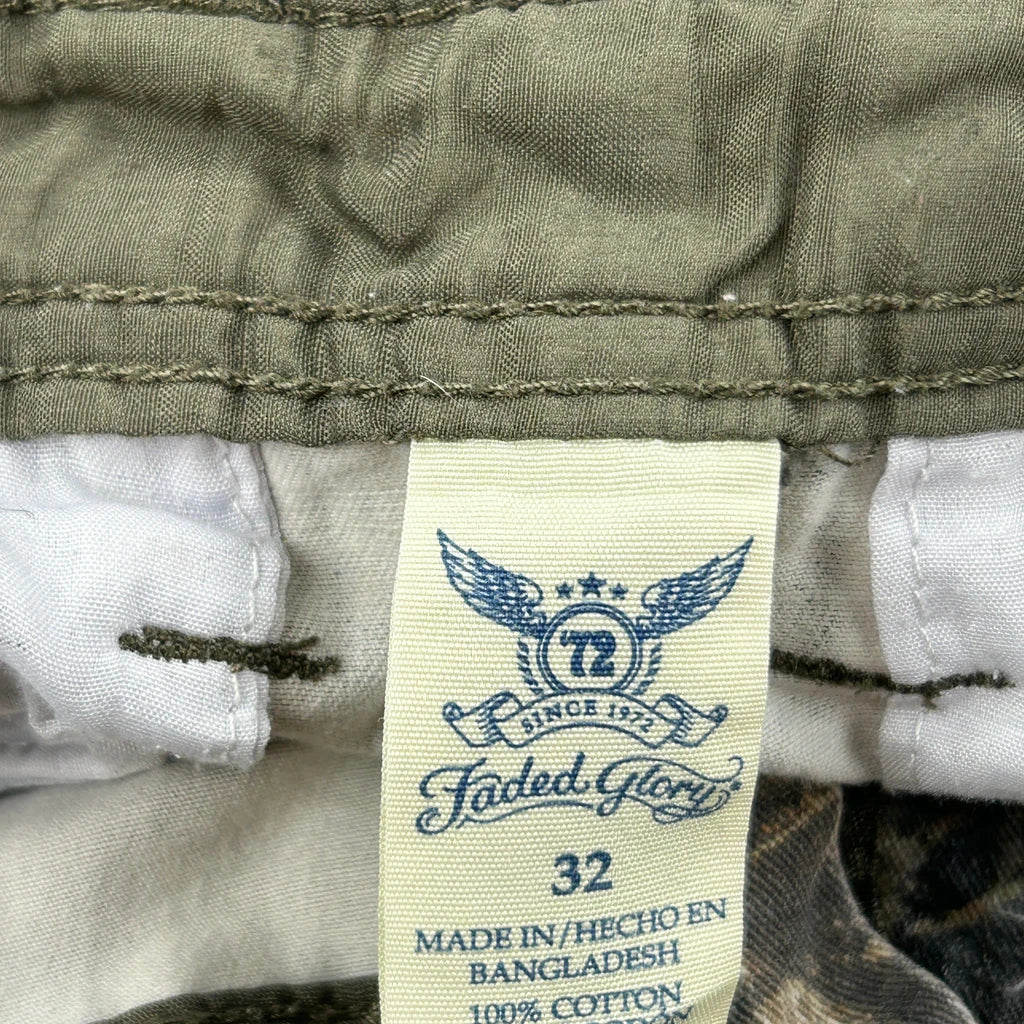 '72
SINCE 1972
Faded Glory
32
MADE IN/HECHO EN
BANGLADESH
100% COTTON